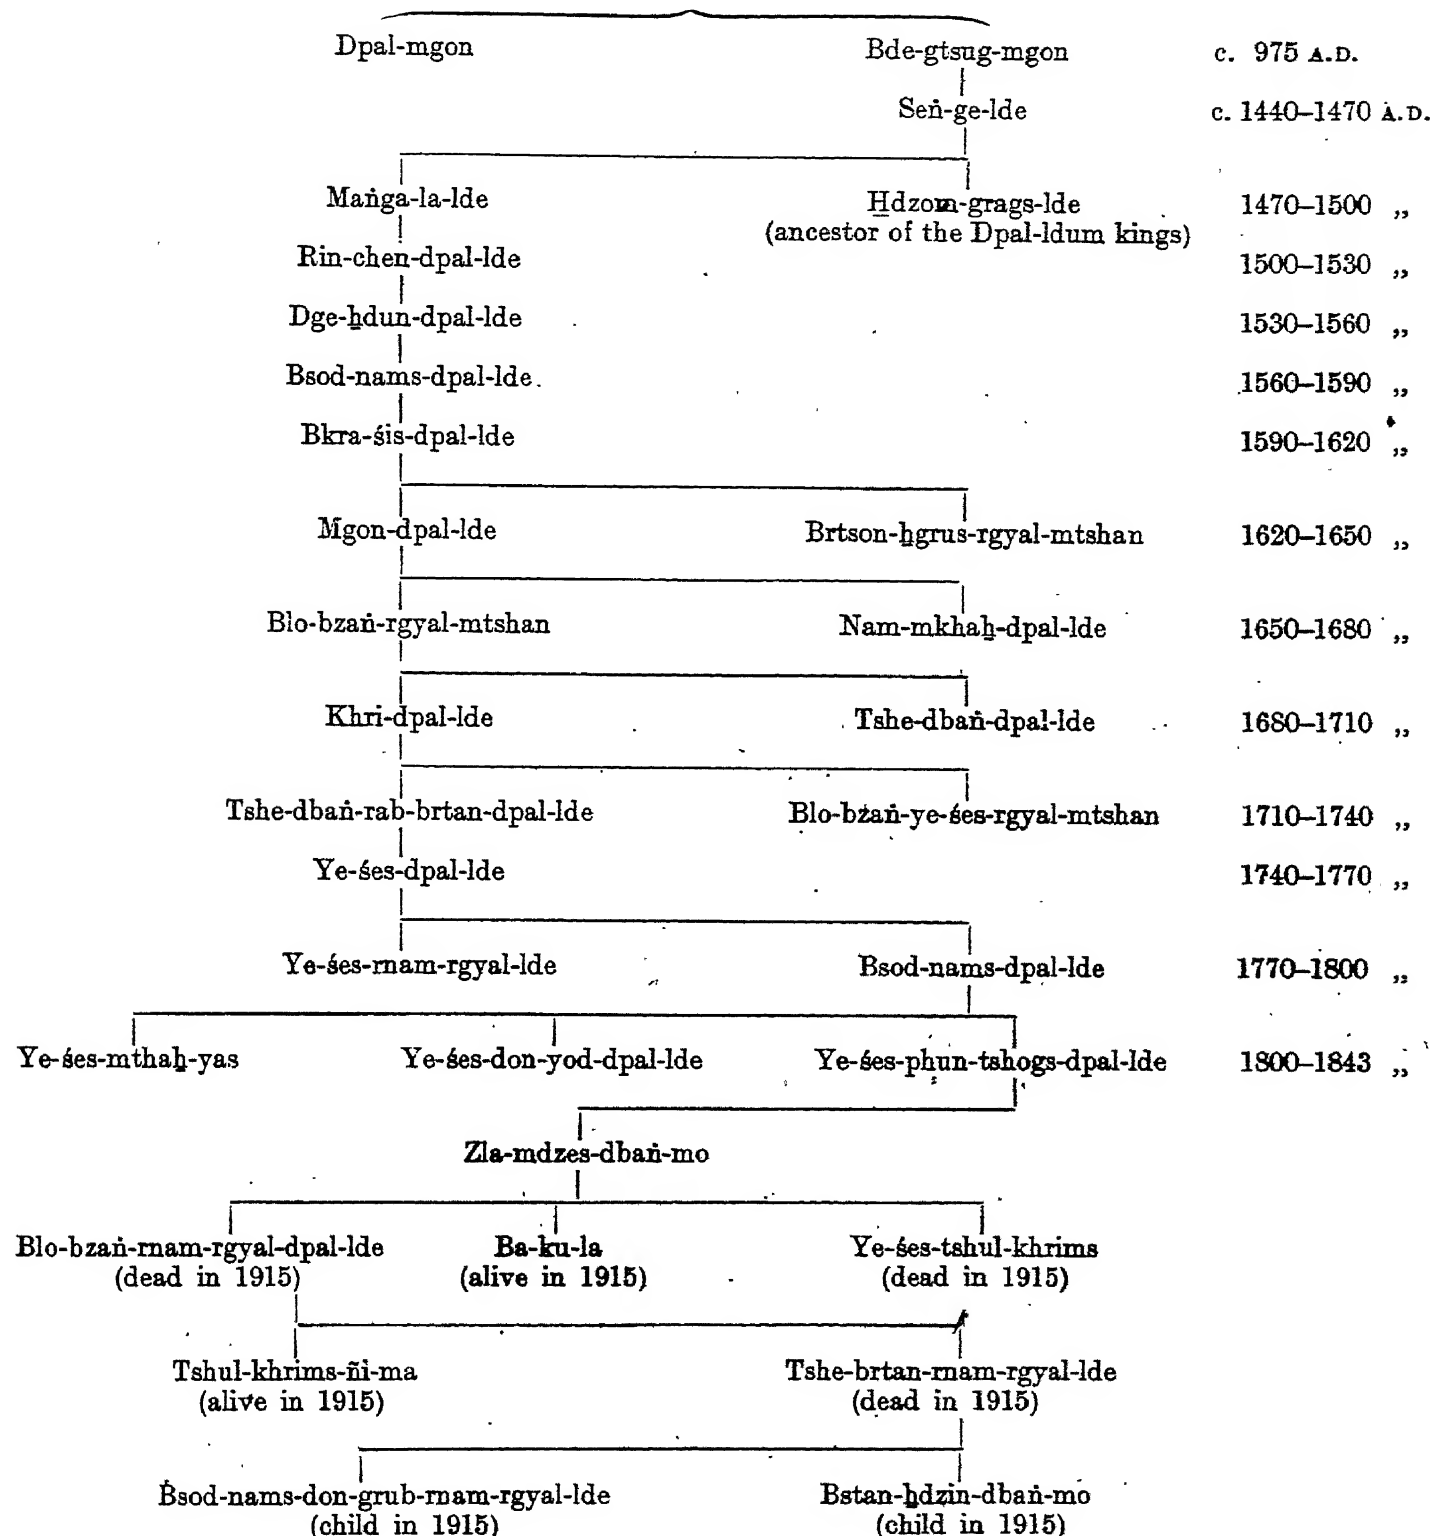 Dpal-mgon Bde-gtsug-mgon c. 975 A.D.
Seṅ-ge-lde c. 1440–1470 A.D.
Maṅga-la-lde H̱dzom-grags-lde 1470–1500 „
(ancestor of the Dpal-ldum kings)
Rin-chen-dpal-lde 1500–1530 „
Dge-ẖdun-dpal-lde 1530–1560 „
Bsod-nams-dpal-lde 1560–1590 „
Bkra-śis-dpal-lde 1590–1620 „
Mgon-dpal-lde Brtson-ẖgrus-rgyal-mtshan 1620–1650 „
Blo-bzaṅ-rgyal-mtshan Nam-mkhaẖ-dpal-lde 1650–1680 „
Khri-dpal-lde Tshe-dbaṅ-dpal-lde 1680–1710 „
Tshe-dbaṅ-rab-brtan-dpal-lde Blo-bzaṅ-ye-śes-rgyal-mtshan 1710–1740 „
Ye-śes-dpal-lde 1740–1770 „
Ye-śes-rnam-rgyal-lde Bsod-nams-dpal-lde 1770–1800 „
Ye-śes-mthaẖ-yas Ye-śes-don-yod-dpal-lde Ye-śes-phun-tshogs-dpal-lde 1800–1843 „
Zla-mdzes-dbaṅ-mo
Blo-bzaṅ-rnam-rgyal-dpal-lde Ba-ku-la Ye-śes-tshul-khrims
(dead in 1915) (alive in 1915) (dead in 1915)
Tshul-khrims-ñi-ma Tshe-brtan-rnam-rgyal-lde
(alive in 1915) (dead in 1915)
Bsod-nams-don-grub-rnam-rgyal-lde Bstan-ẖdzin-dbaṅ-mo
(child in 1915) (child in 1915)